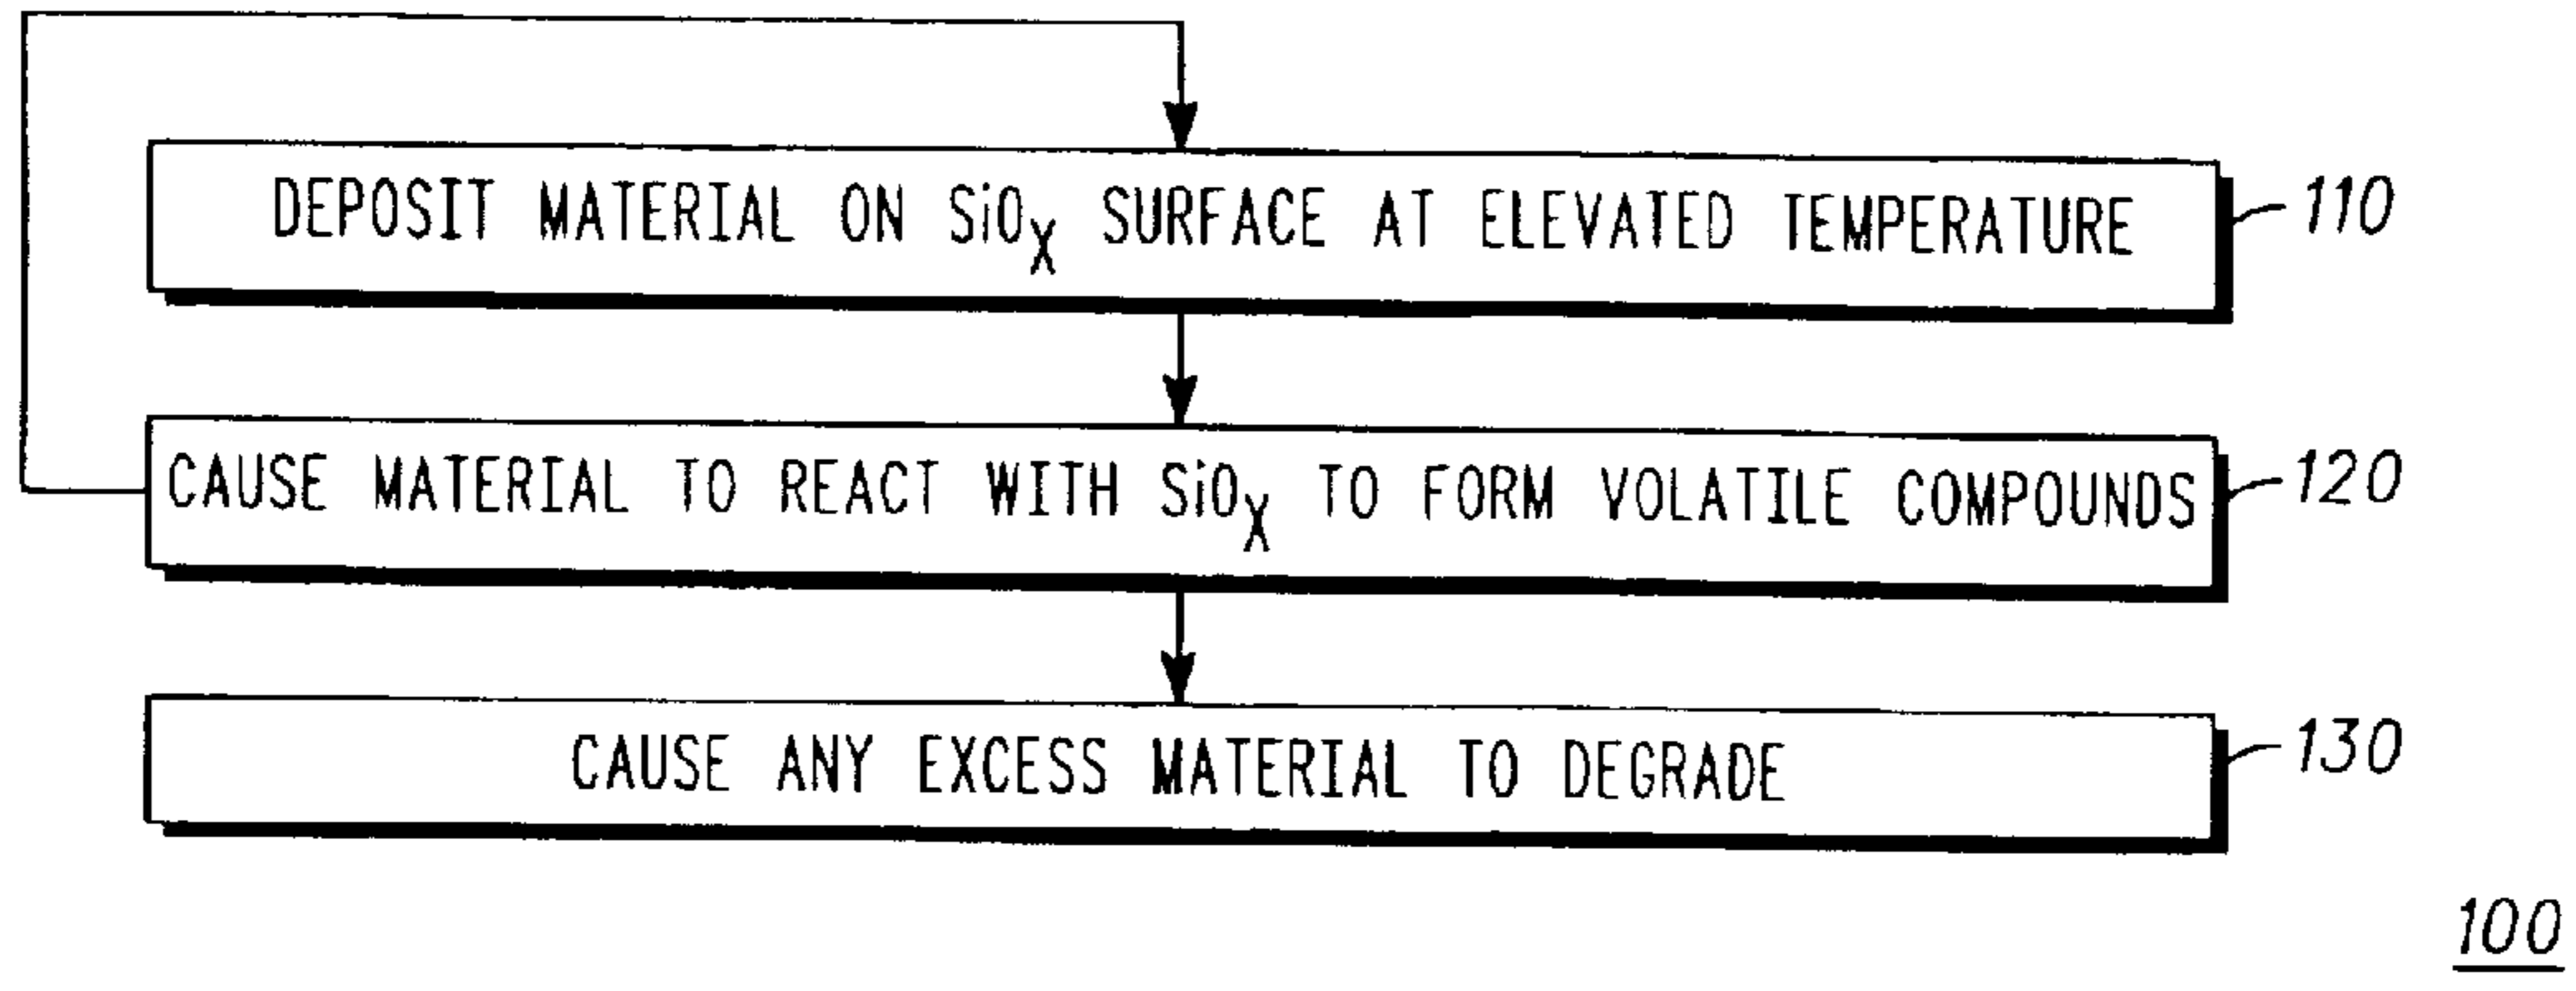 DEPOSIT MATERIAL ON SiOX SURFACE AT ELEVATED TEMPERATURE 110
CAUSE MATERIAL TO REACT WITH SiOX TO FORM VOLATILE COMPOUNDS 120
CAUSE ANY EXCESS MATERIAL TO DEGRADE 130
100